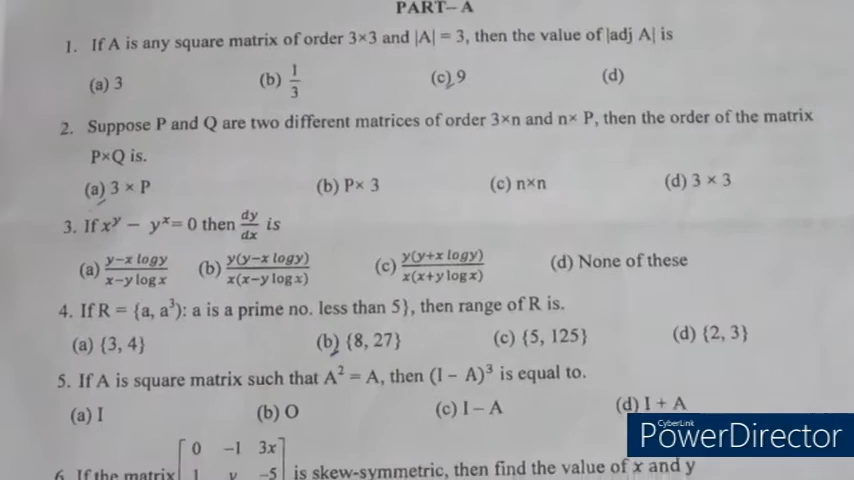 PART–A
1. If A is any square matrix of order 3×3 and |A| = 3, then the value of |adj A| is
(a) 3 (b) 1/3 (c) 9 (d)
2. Suppose P and Q are two different matrices of order 3×n and n× P, then the order of the matrix
P×Q is.
(a) 3 × P (b) P× 3 (c) n×n (d) 3 × 3
3. If x^y − y^x= 0 then dy/dx is
(a) y−x logy / x−y log x (b) y(y−x logy) / x(x−y log x) (c) y(y+x logy) / x(x+y log x) (d) None of these
4. If R = {a, a³): a is a prime no. less than 5}, then range of R is.
(a) {3, 4} (b) {8, 27} (c) {5, 125} (d) {2, 3}
5. If A is square matrix such that A² = A, then (I – A)³ is equal to.
(a) I (b) O (c) I – A (d) I + A
CyberLink
PowerDirector
0 −1 3x
6. If the matrix 1 y −5 is skew-symmetric, then find the value of x and y